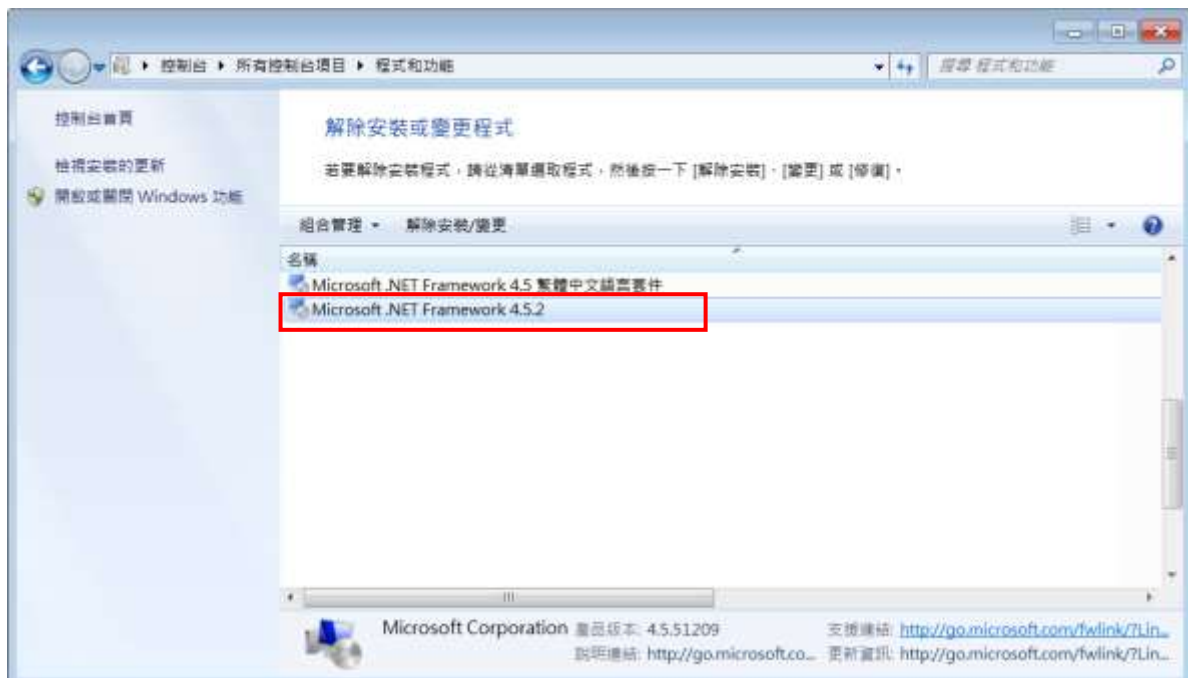 控制台 ▸ 所有控制台項目 ▸ 程式和功能
搜尋 程式和功能
控制台首頁
檢視安裝的更新
開啟或關閉 Windows 功能
解除安裝或變更程式
若要解除安裝程式，請從清單選取程式，然後按一下 [解除安裝]、[變更] 或 [修復]。
組合管理 解除安裝/變更
名稱
Microsoft .NET Framework 4.5 繁體中文語言套件
Microsoft .NET Framework 4.5.2
Microsoft Corporation 產品版本: 4.5.51209 支援連結: http://go.microsoft.com/fwlink/?Lin...
說明連結: http://go.microsoft.co... 更新資訊: http://go.microsoft.com/fwlink/?Lin...